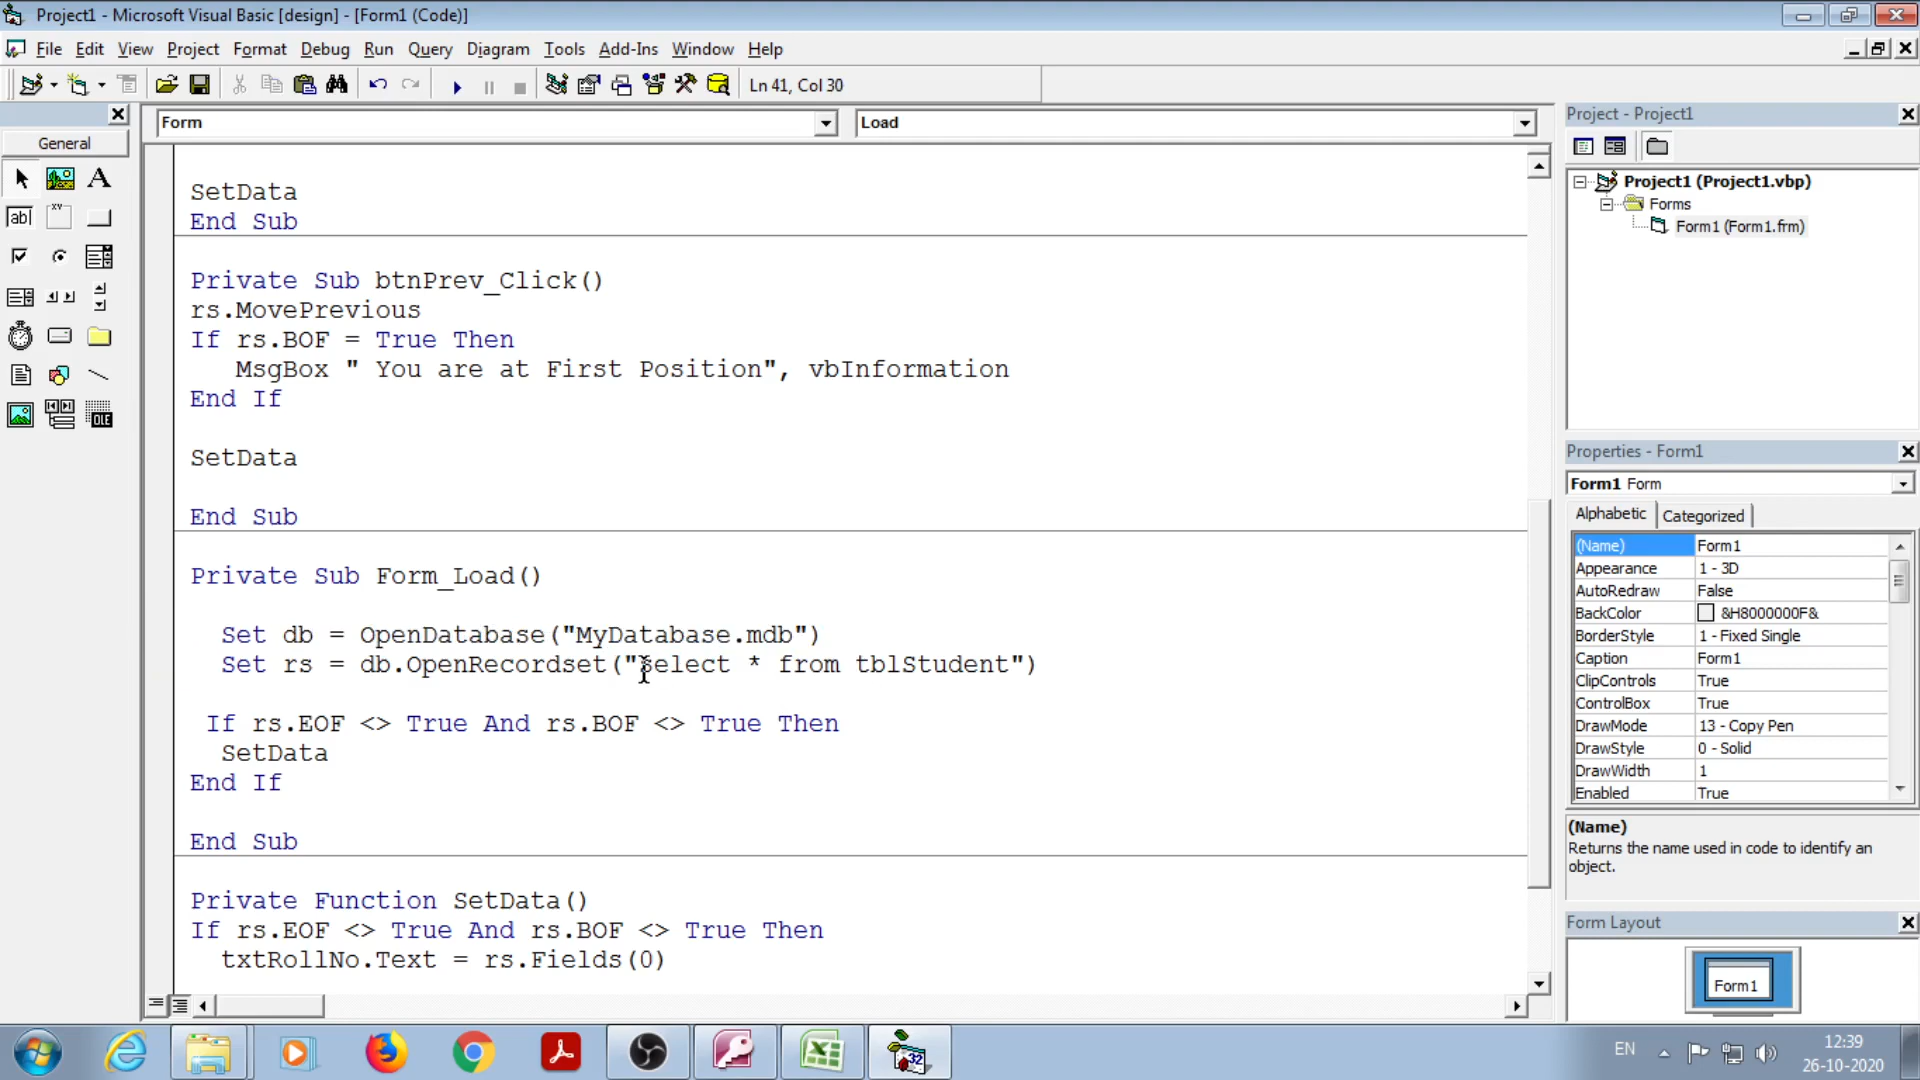 Project1 - Microsoft Visual Basic [design] - [Form1 (Code)]
File Edit View Project Format Debug Run Query Diagram Tools Add-Ins Window Help
Ln 41, Col 30
General
A
ab
XY
OLE
Form
Load
SetData
End Sub
Private Sub btnPrev_Click()
rs.MovePrevious
If rs.BOF = True Then
MsgBox " You are at First Position", vbInformation
End If
SetData
End Sub
Private Sub Form_Load()
Set db = OpenDatabase("MyDatabase.mdb")
Set rs = db.OpenRecordset("select * from tblStudent")
If rs.EOF <> True And rs.BOF <> True Then
SetData
End If
End Sub
Private Function SetData()
If rs.EOF <> True And rs.BOF <> True Then
txtRollNo.Text = rs.Fields(0)
Project - Project1
Project1 (Project1.vbp)
Forms
Form1 (Form1.frm)
Properties - Form1
Form1 Form
Alphabetic Categorized
(Name) Form1
Appearance 1 - 3D
AutoRedraw False
BackColor &H8000000F&
BorderStyle 1 - Fixed Single
Caption Form1
ClipControls True
ControlBox True
DrawMode 13 - Copy Pen
DrawStyle 0 - Solid
DrawWidth 1
Enabled True
(Name)
Returns the name used in code to identify an
object.
Form Layout
Form1
32
EN
12:39
26-10-2020